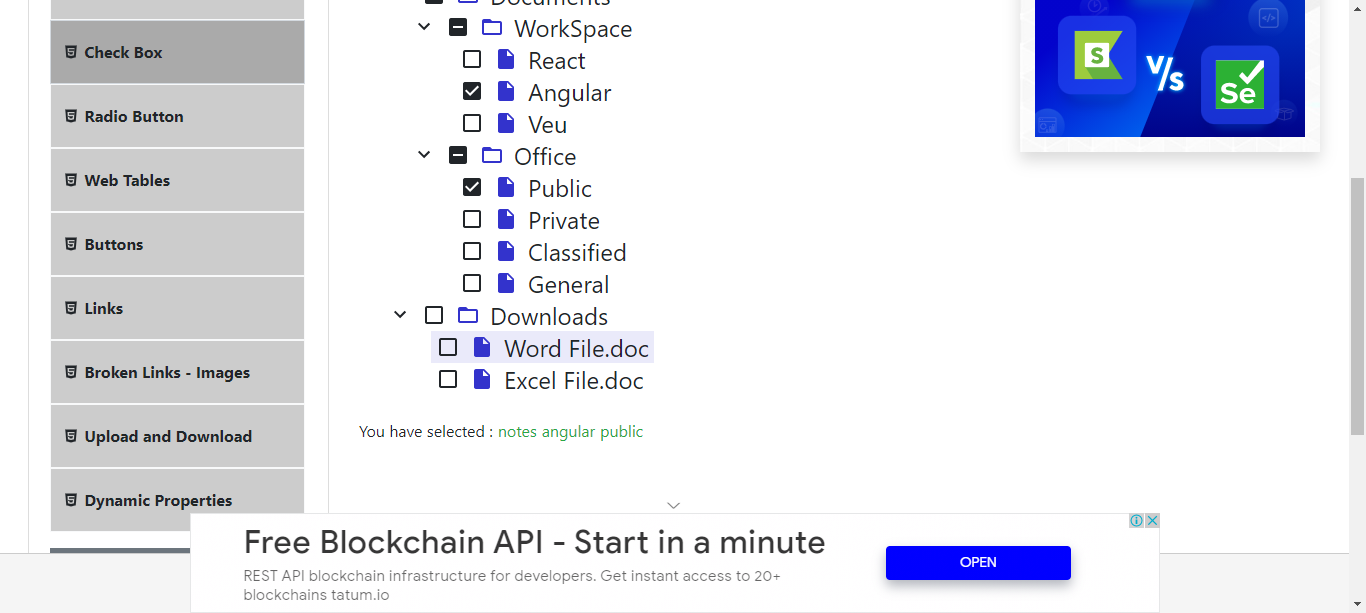 Documents
WorkSpace
Check Box
React
Angular
Radio Button
Veu
Office
Web Tables
Public
Private
Buttons
Classified
General
Links
Downloads
Word File.doc
Broken Links - Images
Excel File.doc
Upload and Download
You have selected : notes angular public
Dynamic Properties
S
V/s
Se
Free Blockchain API - Start in a minute
REST API blockchain infrastructure for developers. Get instant access to 20+
blockchains tatum.io
OPEN